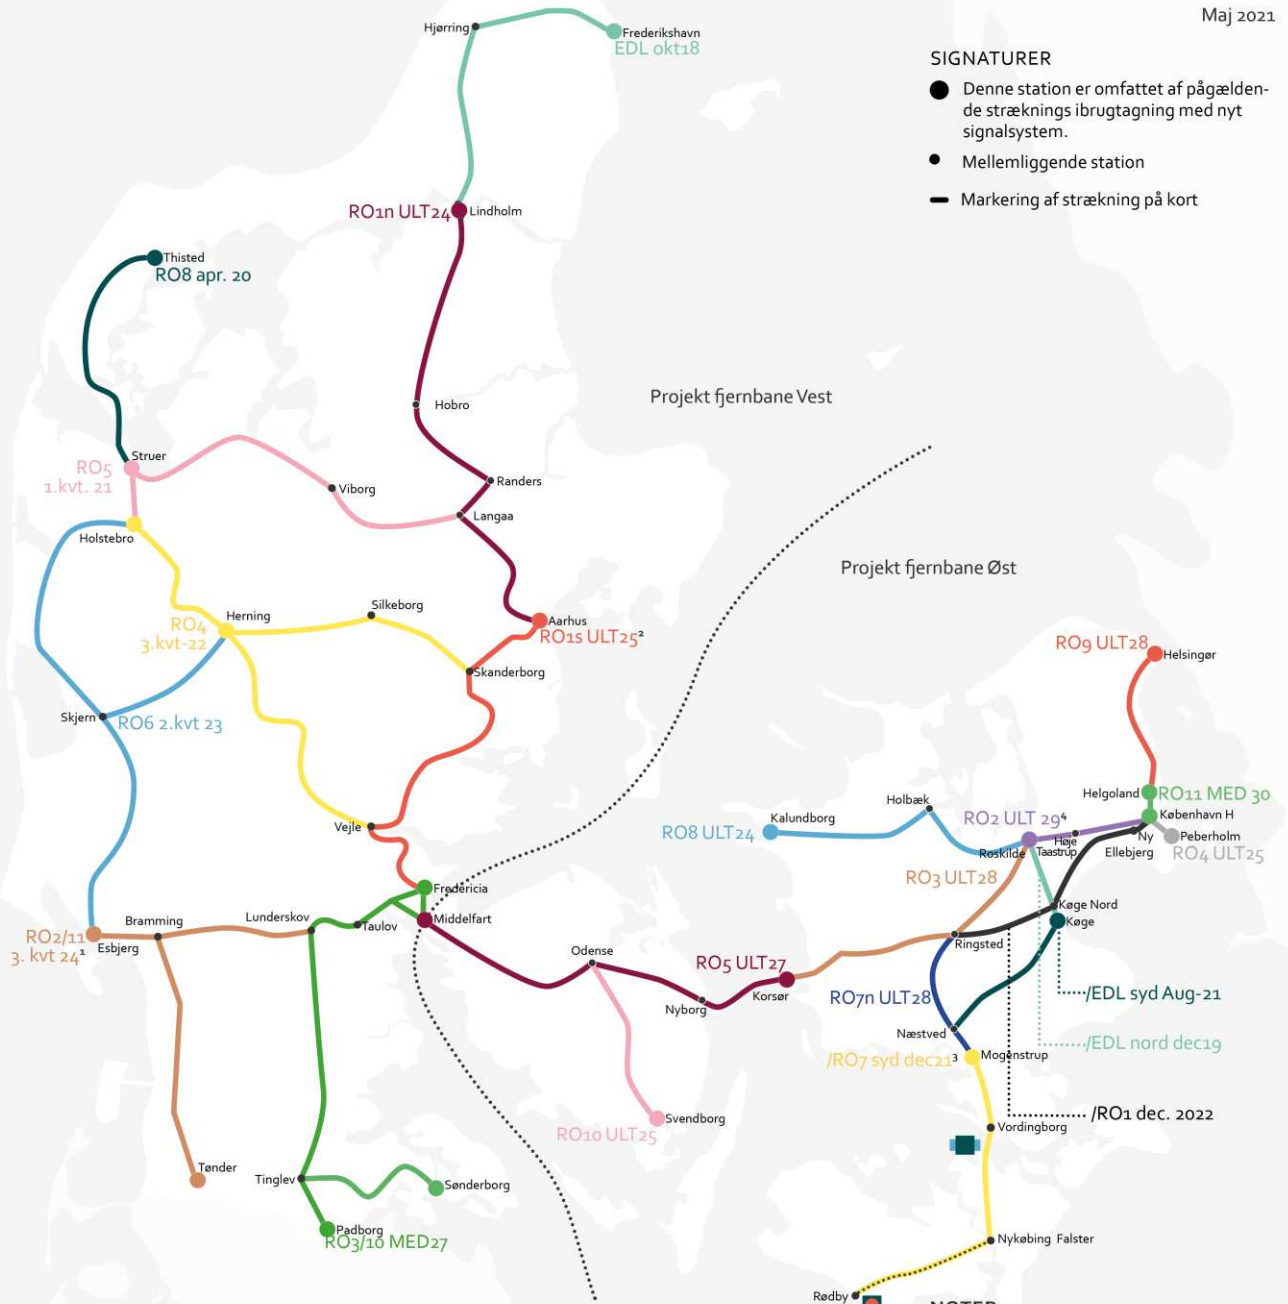 Maj 2021
SIGNATURER
Denne station er omfattet af pågælden-
de stræknings ibrugtagning med nyt
signalsystem.
Mellemliggende station
Markering af strækning på kort
Hjørring
Frederikshavn
EDL okt18
RO1n ULT24
Lindholm
Thisted
RO8 apr. 20
Projekt fjernbane Vest
Hobro
Struer
RO5
1.kvt. 21
Viborg
Randers
Langaa
Holstebro
Projekt fjernbane Øst
Herning
Silkeborg
RO4
3.kvt-22
Aarhus
RO1s ULT25²
Skanderborg
RO9 ULT28
Helsingør
Skjern
RO6 2.kvt 23
Helgoland
RO11 MED 30
Holbæk
Kalundborg
RO8 ULT24
RO2 ULT 29⁴
København H
Vejle
Høje
Taastrup
Ny
Ellebjerg
Peberholm
RO4 ULT25
Roskilde
RO3 ULT28
Fredericia
Køge Nord
Køge
Middelfart
Bramming
Lunderskov
Taulov
RO2/11
3. kvt 24¹
Esbjerg
Ringsted
Odense
RO5 ULT27
Korsør
Nyborg
RO7n ULT28
/EDL syd Aug-21
Næstved
/EDL nord dec19
/RO7 syd dec21³
Mogenstrup
/RO1 dec. 2022
Svendborg
RO10 ULT25
Vordingborg
Tønder
Tinglev
Sønderborg
Padborg
RO3/10 MED27
Nykøbing Falster
Rødby
NOTER